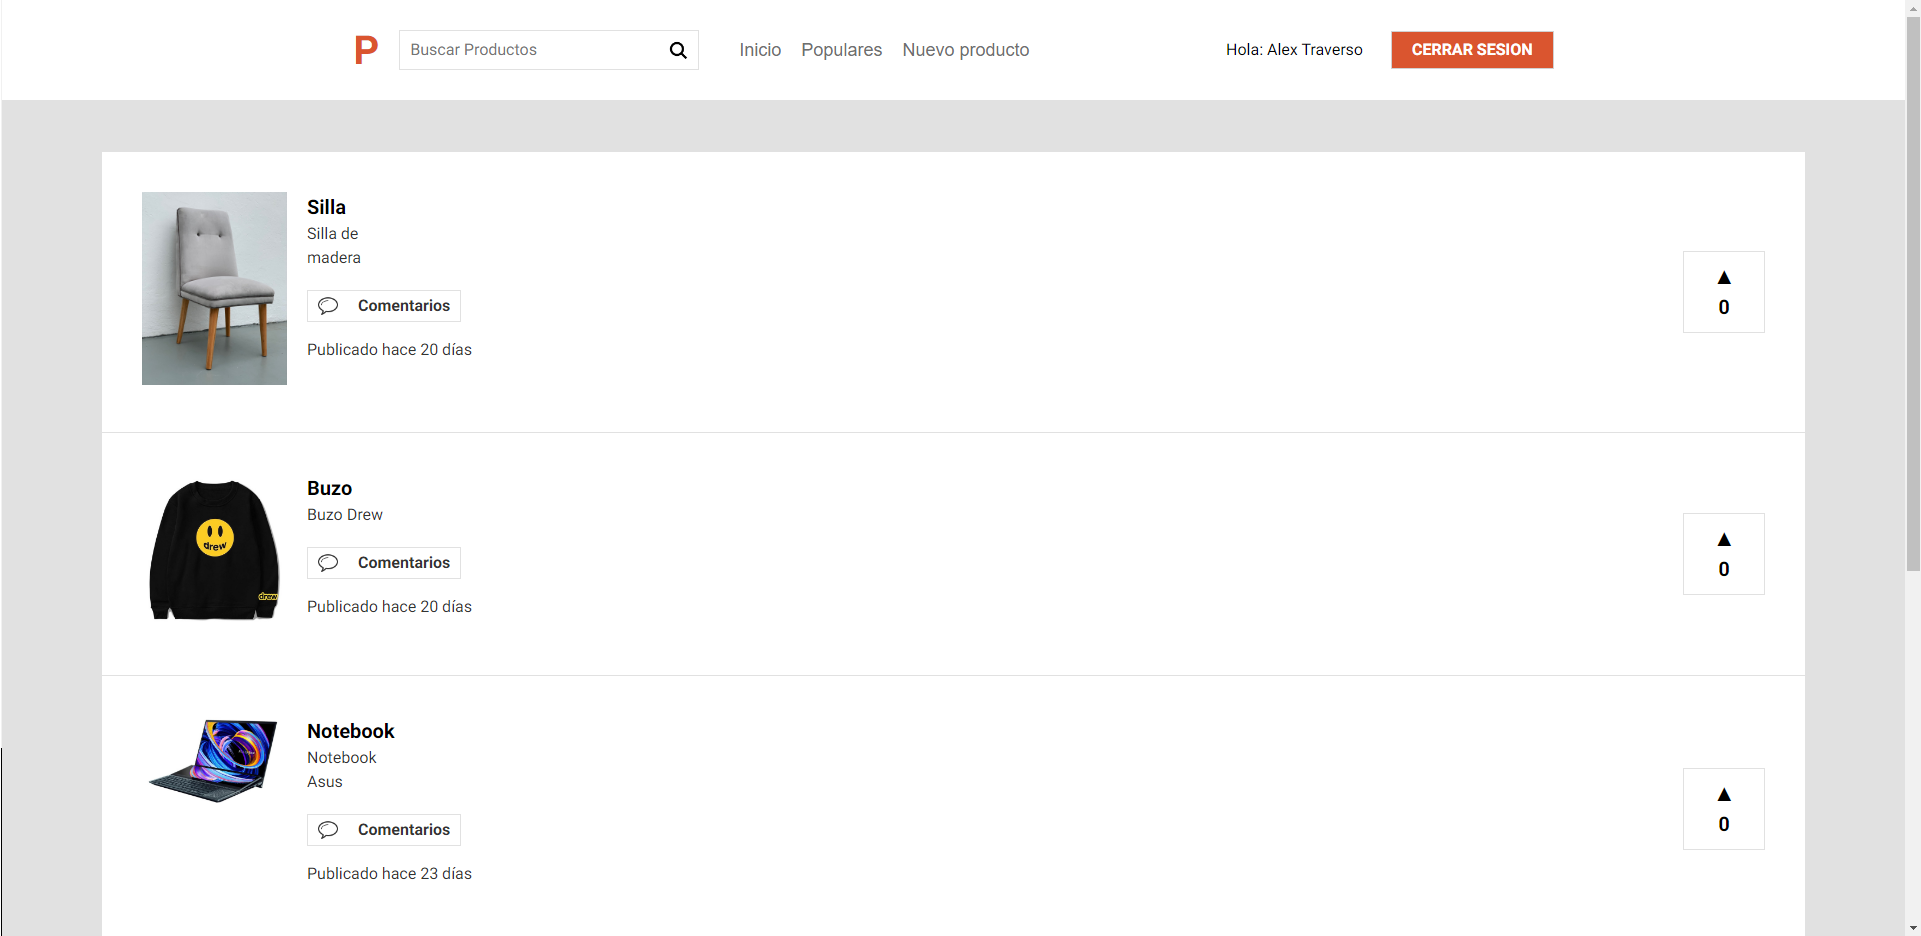 P
Buscar Productos
Inicio
Populares
Nuevo producto
Hola: Alex Traverso
CERRAR SESION
Silla
Silla de
madera
Comentarios
Publicado hace 20 días
▲
0
Buzo
Buzo Drew
Comentarios
Publicado hace 20 días
drew
drew
▲
0
Notebook
Notebook
Asus
Comentarios
Publicado hace 23 días
▲
0